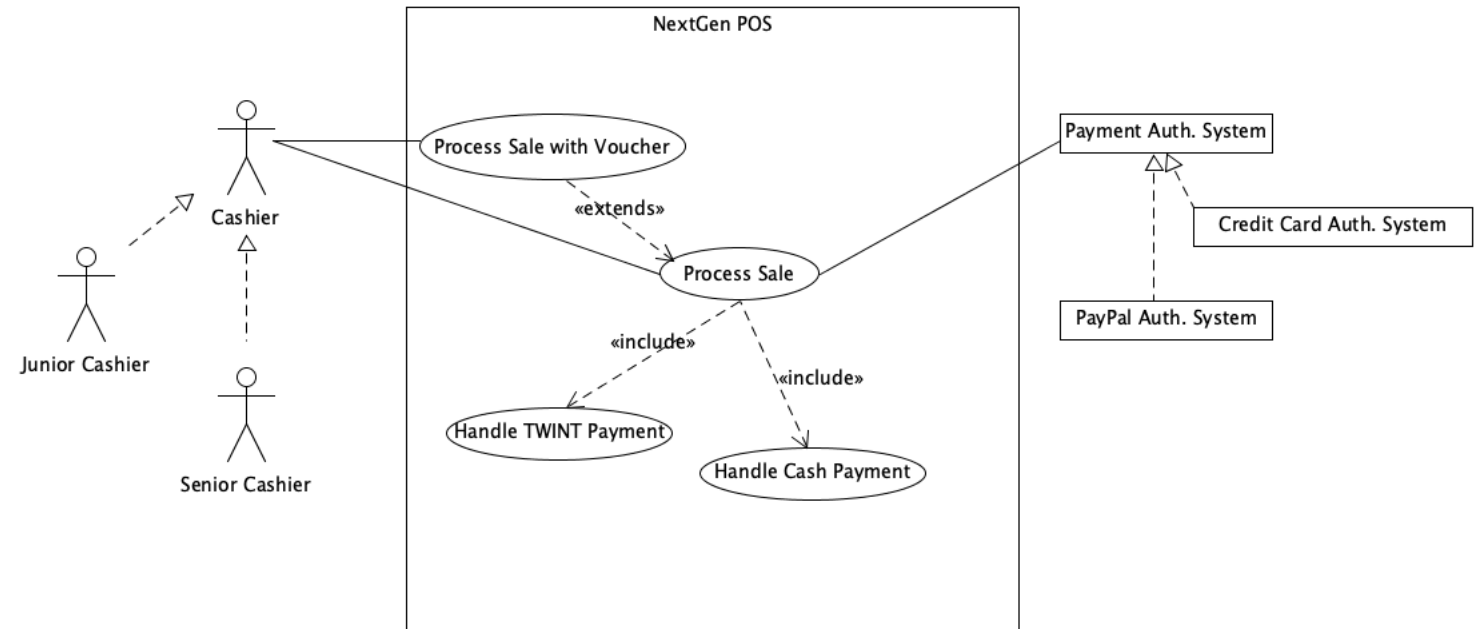 NextGen POS
Process Sale with Voucher
Payment Auth. System
Cashier
«extends»
Credit Card Auth. System
Process Sale
PayPal Auth. System
Junior Cashier
«include»
«include»
Handle TWINT Payment
Handle Cash Payment
Senior Cashier